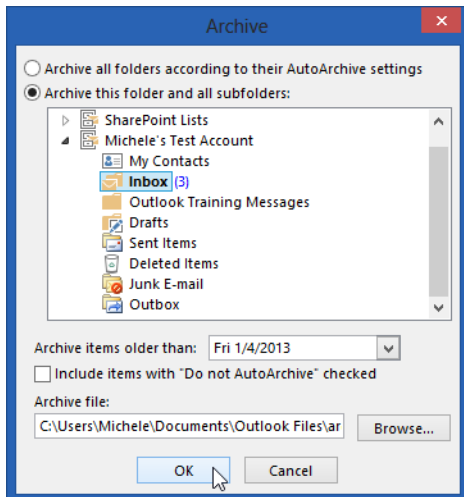 Archive
Archive all folders according to their AutoArchive settings
Archive this folder and all subfolders:
SharePoint Lists
Michele's Test Account
My Contacts
Inbox (3)
Outlook Training Messages
Drafts
Sent Items
Deleted Items
Junk E-mail
Outbox
Archive items older than: Fri 1/4/2013
Include items with "Do not AutoArchive" checked
Archive file:
C:\Users\Michele\Documents\Outlook Files\ar Browse...
OK Cancel